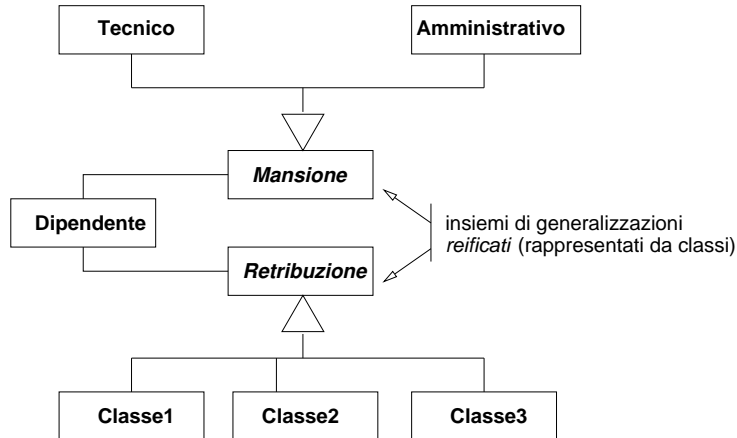 Tecnico
Amministrativo
Mansione
Dipendente
insiemi di generalizzazioni
reificati (rappresentati da classi)
Retribuzione
Classe1
Classe2
Classe3